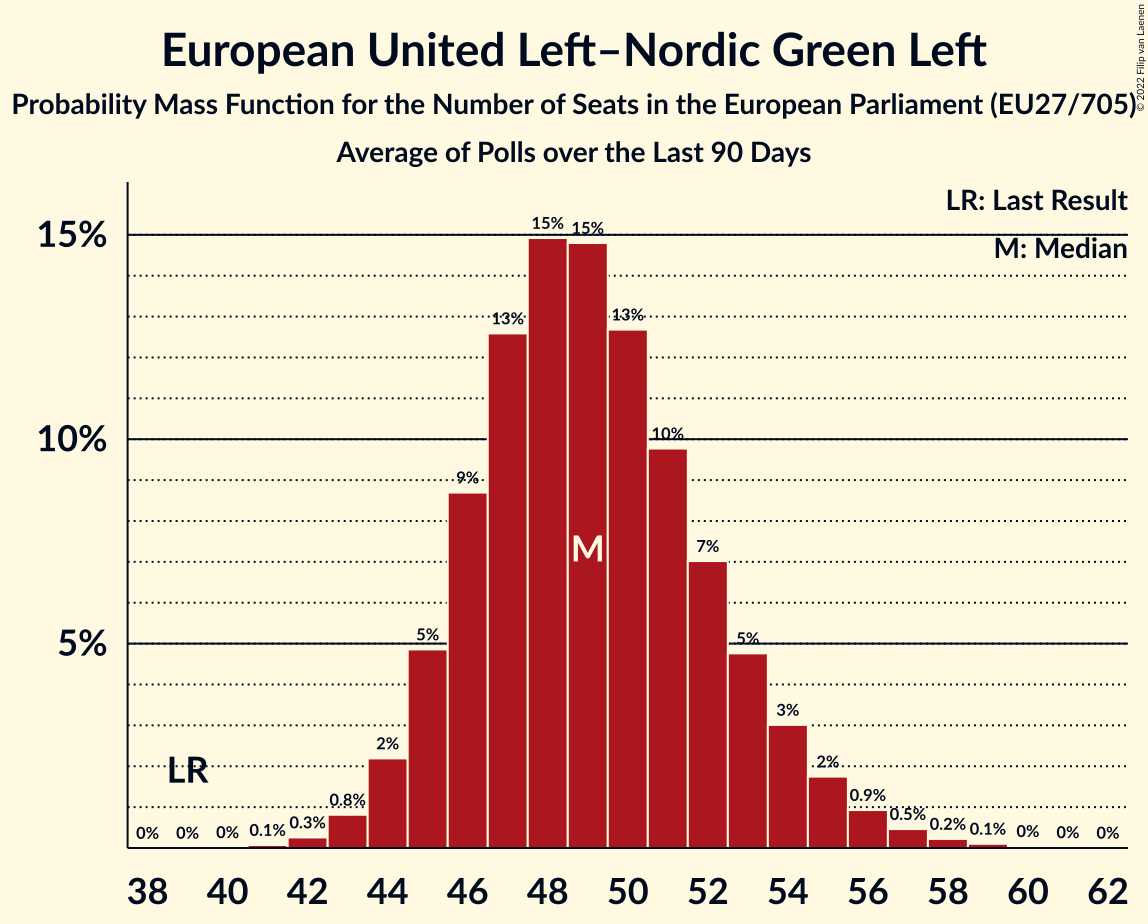 European United Left–Nordic Green Left
Probability Mass Function for the Number of Seats in the European Parliament (EU27/705)
Average of Polls over the Last 90 Days
© 2022 Filip van Laenen
LR: Last Result
M: Median
15%
10%
5%
0% 0% 0% 0.1% 0.3% 0.8% 2% 5% 9% 13% 15% 15% 13% 10% 7% 5% 3% 2% 0.9% 0.5% 0.2% 0.1% 0% 0% 0%
LR
M
38 40 42 44 46 48 50 52 54 56 58 60 62